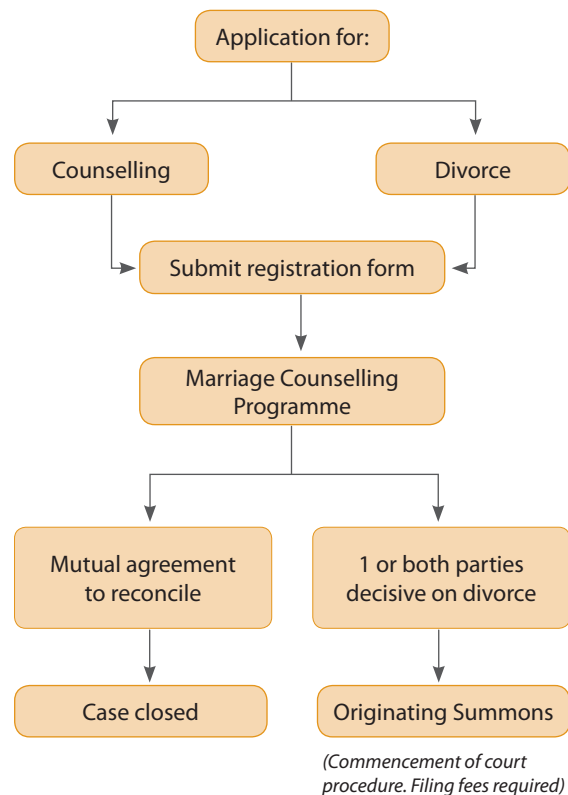 Application for:
Counselling
Divorce
Submit registration form
Marriage Counselling
Programme
Mutual agreement
to reconcile
1 or both parties
decisive on divorce
Case closed
Originating Summons
(Commencement of court
procedure. Filing fees required)